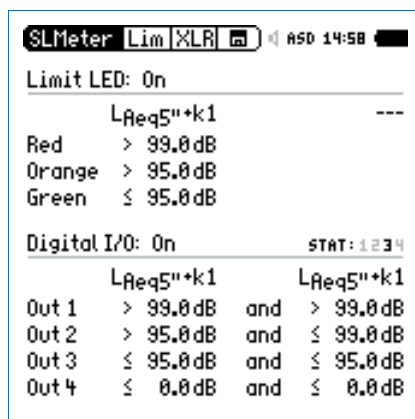 SLMeter Lim XLR ASD 14:58
Limit LED: On
LAeq5"+k1 ---
Red > 99.0dB
Orange > 95.0dB
Green ≤ 95.0dB
Digital I/O: On STAT: 1234
LAeq5"+k1 LAeq5"+k1
Out 1 > 99.0dB and > 99.0dB
Out 2 > 95.0dB and ≤ 99.0dB
Out 3 ≤ 95.0dB and ≤ 95.0dB
Out 4 ≤ 0.0dB and ≤ 0.0dB